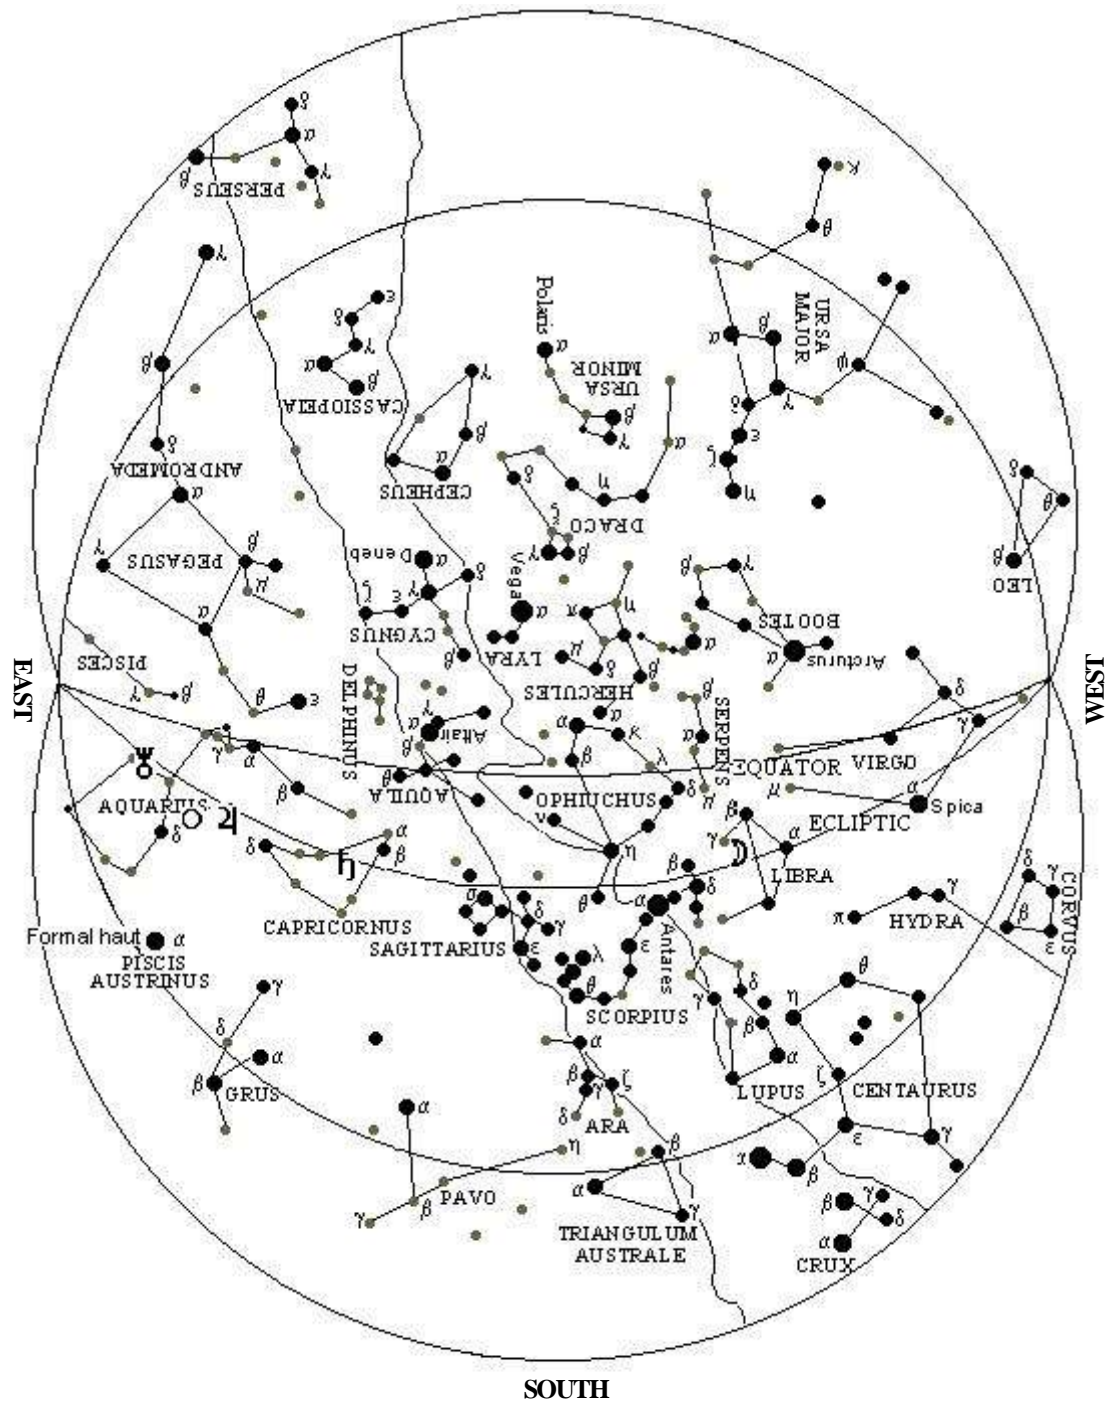 δ
α
β
γ
PERSEUS
κ
θ
γ
ε
δ
γ
α
β
CASSIOPEIA
Polaris
α
URSA
MINOR
β
γ
α
β
URSA
MAJOR
φ
γ
δ
ε
ζ
η
β
δ
ANDROMEDA
α
γ
β
α
CEPHEUS
δ
η
α
DRACO
ξ
γ
β
δ
θ
β
LEO
γ
PEGASUS
β
μ
α
Deneb
α
γ
δ
ζ
ε
CYGNUS
Vega
α
LYRA
π
η
μ
δ
β
HERCULES
α
β
γ
BOOTES
α
α
Arcturus
EAST
WEST
PISCES
γ
β
θ
ε
DELPHINUS
α
Altair
β
θ
AQUILA
α
κ
β
λ
δ
OPHIUCHUS
ν
η
θ
β
SERPENS
α
μ
EQUATOR
VIRGO
δ
γ
μ
α
Spica
ECLIPTIC
♆
γ
α
β
AQUARIUS
♃
δ
δ
α
β
♄
CAPRICORNUS
β
γ
☽
α
LIBRA
π
γ
HYDRA
δ
γ
β
ε
CORVUS
Formal haut
α
PISCIS
AUSTRINUS
σ
δ
γ
ε
SAGITTARIUS
β
δ
α
Antares
ε
λ
θ
SCORPIUS
γ
δ
β
α
LUPUS
θ
η
ζ
CENTAURUS
ε
γ
α
β
γ
δ
α
β
GRUS
α
β
γ
ζ
δ
ARA
α
η
PAVO
β
γ
β
α
γ
TRIANGULUM
AUSTRALE
β
γ
δ
α
CRUX
SOUTH